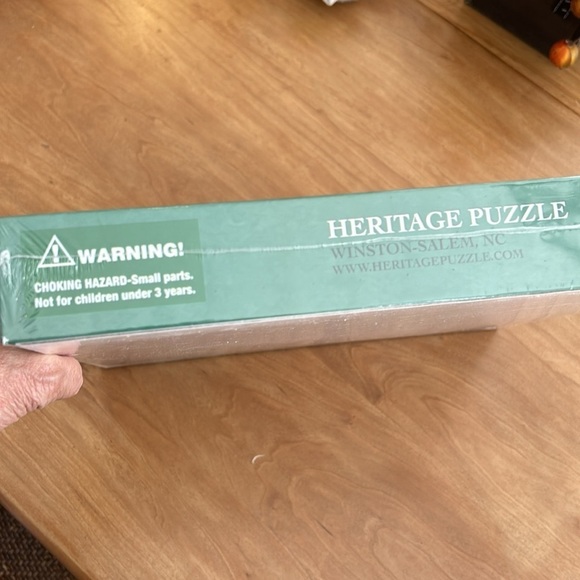 WARNING!
CHOKING HAZARD-Small parts.
Not for children under 3 years.
HERITAGE PUZZLE
WINSTON-SALEM, NC
WWW.HERITAGEPUZZLE.COM